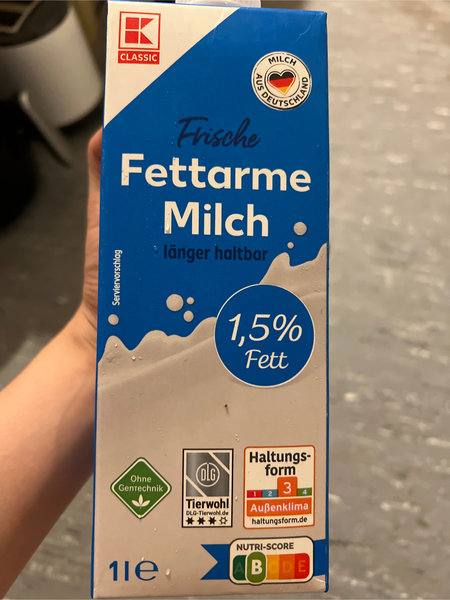 K
CLASSIC
MILCH
AUS DEUTSCHLAND
Frische
Fettarme
Milch
länger haltbar
Serviervorschlag
1,5%
Fett
Ohne
Gentechnik
DLG
Tierwohl
DLG-Tierwohl.de
Haltungs-
form
1 2 3 4
Außenklima
haltungsform.de
NUTRI-SCORE
A B C D E
1l e